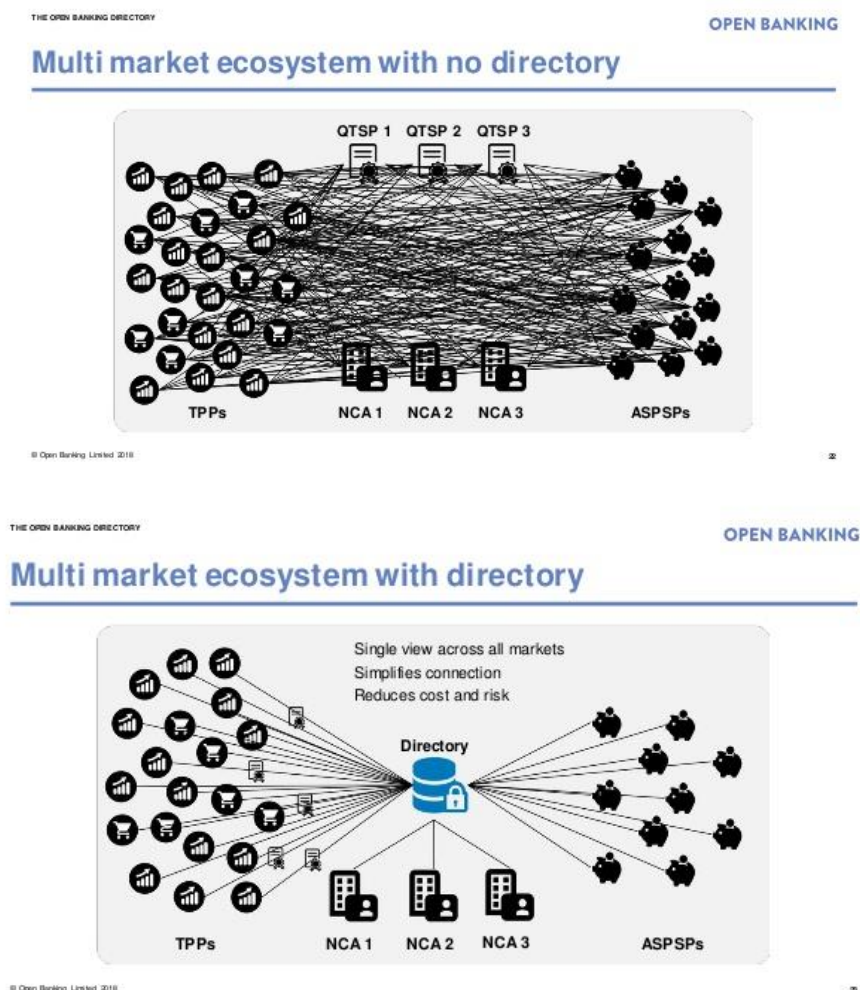 THE OPEN BANKING DIRECTORY
OPEN BANKING
Multi market ecosystem with no directory
QTSP 1 QTSP 2 QTSP 3
TPPs NCA 1 NCA 2 NCA 3 ASPSPs
© Open Banking Limited 2018
22
THE OPEN BANKING DIRECTORY
OPEN BANKING
Multi market ecosystem with directory
Single view across all markets
Simplifies connection
Reduces cost and risk
Directory
TPPs NCA 1 NCA 2 NCA 3 ASPSPs
© Open Banking Limited 2018